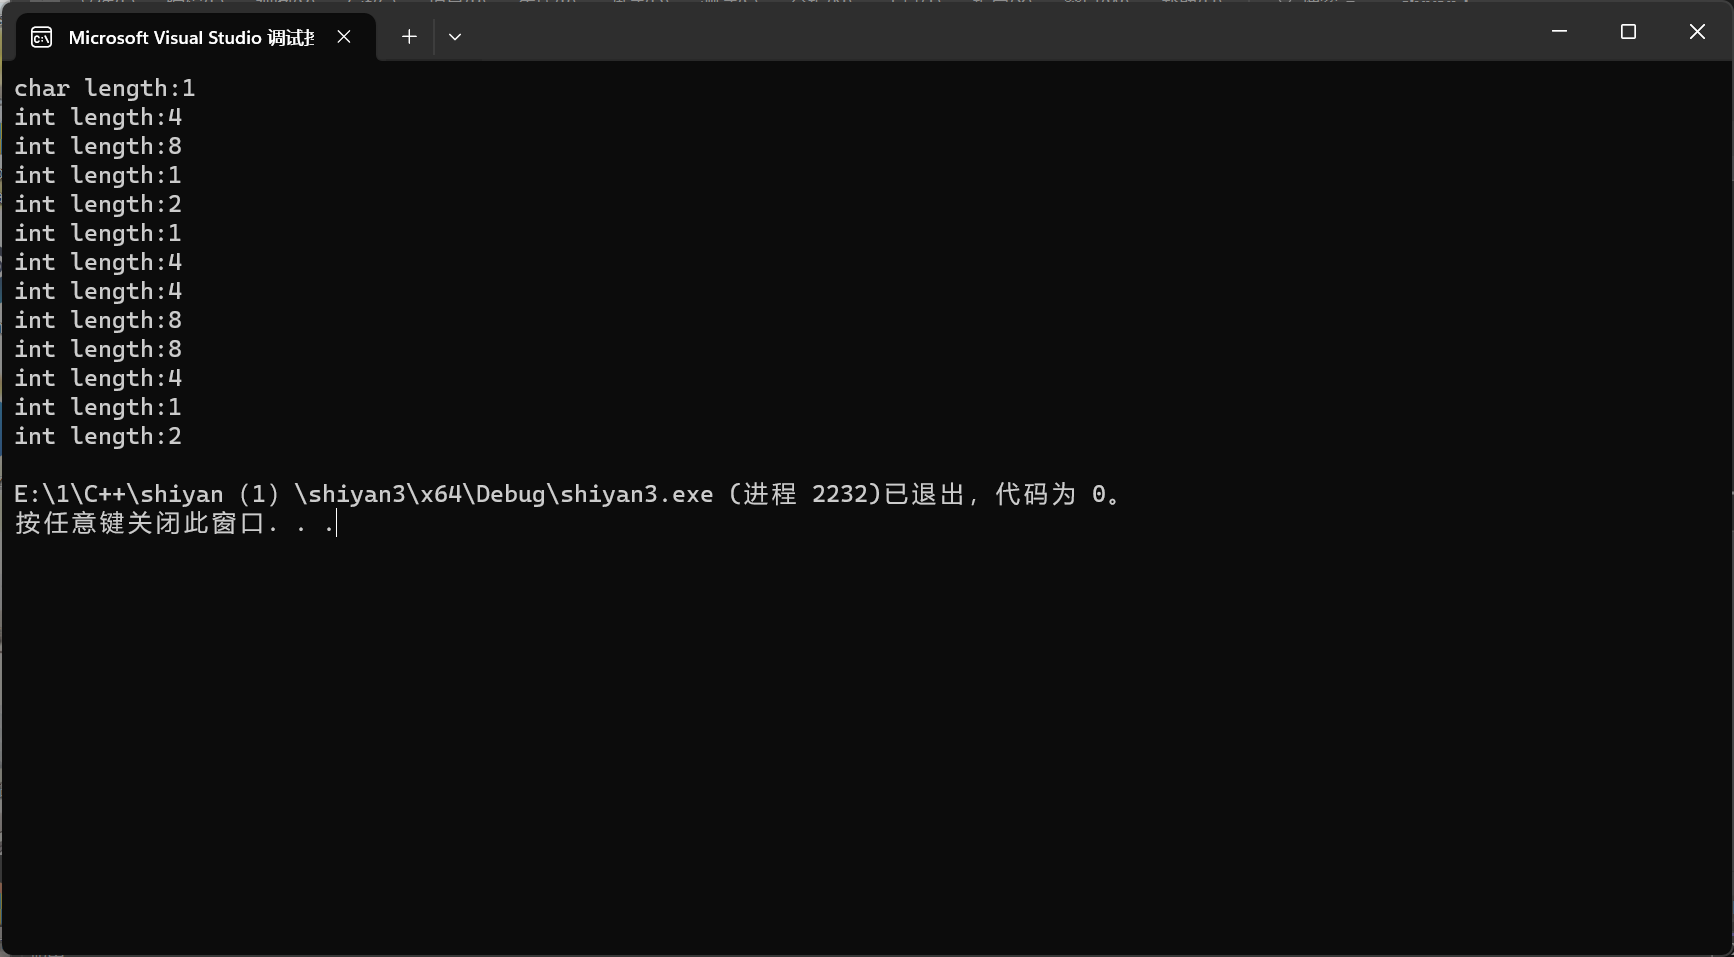 Microsoft Visual Studio 调试
char length:1
int length:4
int length:8
int length:1
int length:2
int length:1
int length:4
int length:4
int length:8
int length:8
int length:4
int length:1
int length:2
E:\1\C++\shiyan（1）\shiyan3\x64\Debug\shiyan3.exe (进程 2232)已退出，代码为 0。
按任意键关闭此窗口. . .